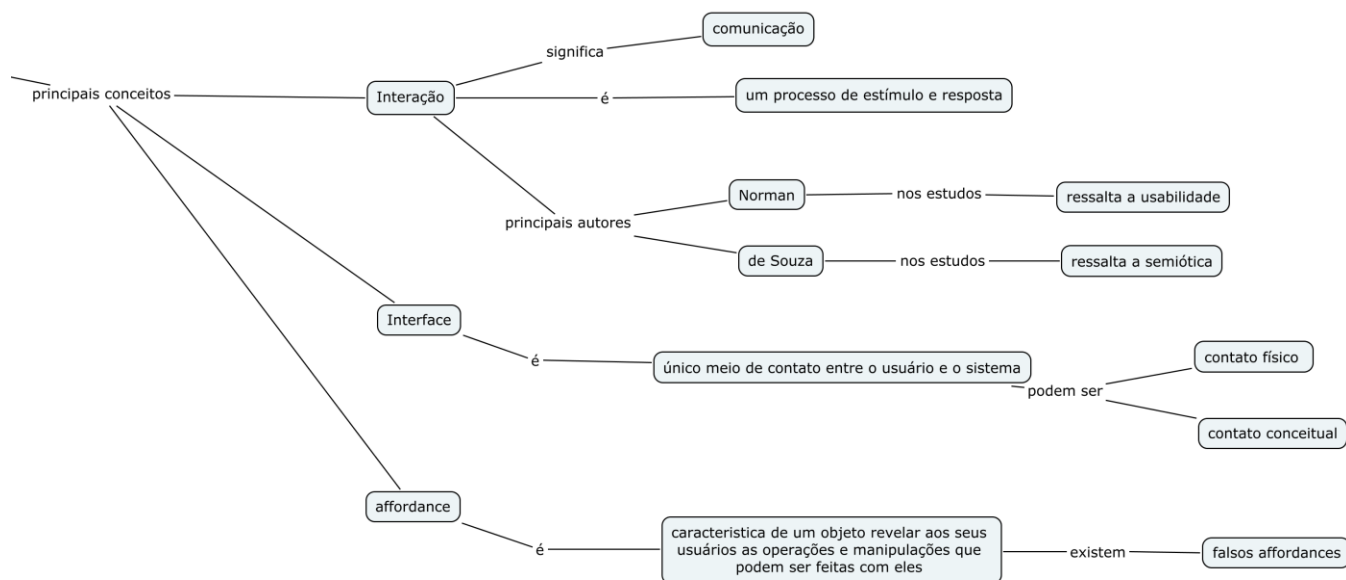 principais conceitos
Interação
significa
comunicação
é
um processo de estímulo e resposta
principais autores
Norman
nos estudos
ressalta a usabilidade
de Souza
nos estudos
ressalta a semiótica
Interface
é
único meio de contato entre o usuário e o sistema
podem ser
contato físico
contato conceitual
affordance
é
caracteristica de um objeto revelar aos seus
usuários as operações e manipulações que
podem ser feitas com eles
existem
falsos affordances